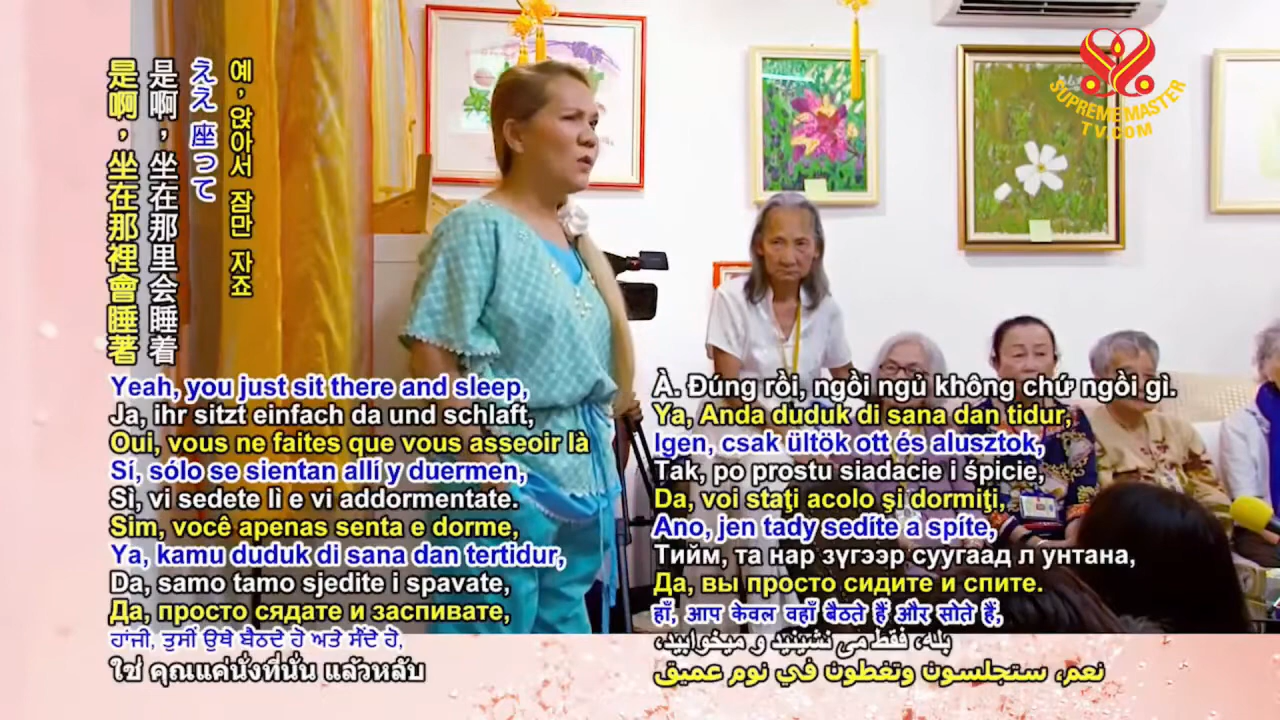 SUPREME MASTER
TV.COM
예, 앉아서 잠만 자죠
ええ 座って
是啊，坐在那里会睡着
是啊，坐在那裡會睡著
Yeah, you just sit there and sleep,
Ja, ihr sitzt einfach da und schlaft,
Oui, vous ne faites que vous asseoir là
Sí, sólo se sientan allí y duermen,
Sì, vi sedete lì e vi addormentate.
Sim, você apenas senta e dorme,
Ya, kamu duduk di sana dan tertidur,
Da, samo tamo sjedite i spavate,
Да, просто сядате и заспивате,
ਹਾਂਜੀ, ਤੁਸੀਂ ਉਥੇ ਬੈਠਦੇ ਹੋ ਅਤੇ ਸੌਂਦੇ ਹੋ,
ใช่ คุณแค่นั่งที่นั่น แล้วหลับ
À. Đúng rồi, ngồi ngủ không chứ ngồi gì.
Ya, Anda duduk di sana dan tidur,
Igen, csak ültök ott és alusztok,
Tak, po prostu siadacie i śpicie,
Da, voi staţi acolo şi dormiţi,
Ano, jen tady sedíte a spíte,
Тийм, та нар зүгээр суугаад л унтана,
Да, вы просто сидите и спите.
हाँ, आप केवल वहाँ बैठते हैं और सोते हैं,
بله، فقط می نشینید و میخوابید،
نعم، ستجلسون وتغطون في نوم عميق